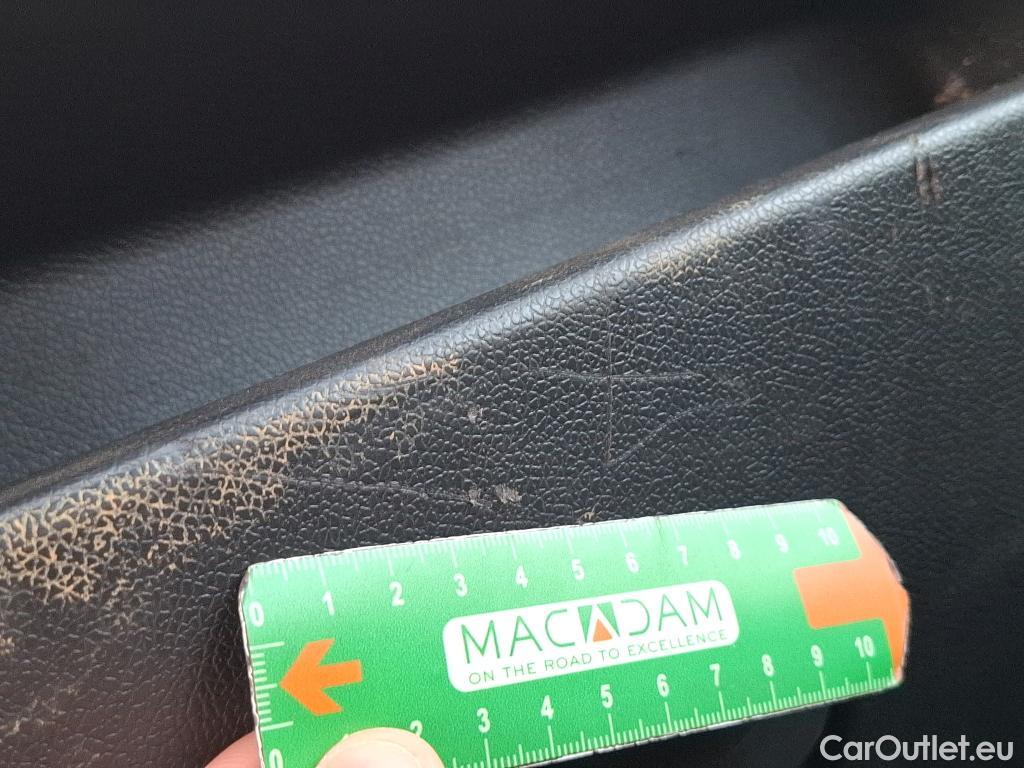 0 1 2 3 4 5 6 7 8 9 10
MACADAM
ON THE ROAD TO EXCELLENCE
0 2 3 4 5 6 7 8 9 10
CarOutlet.eu